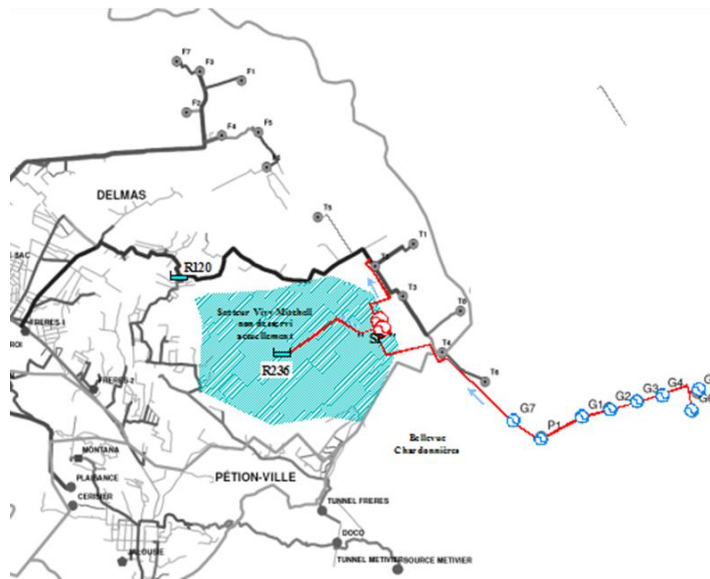 F7
F3
F1
F2
F4
F5
DELMAS
T5
T1
R120
T3
T8
Secteur Vivy Mitchell
non desservi
actuellement
FRERES 1
"SP"
T4
R236
T6
FRERES 2
G7
P1
G1
G2
G3
G4
Bellevue
Chardonnières
MONTANA
PÉTION-VILLE
PLAISANCE
CERISIER
TUNNEL FRERES
DOCO
JALOUSIE
TUNNEL METIVIER
SOURCE METIVIER